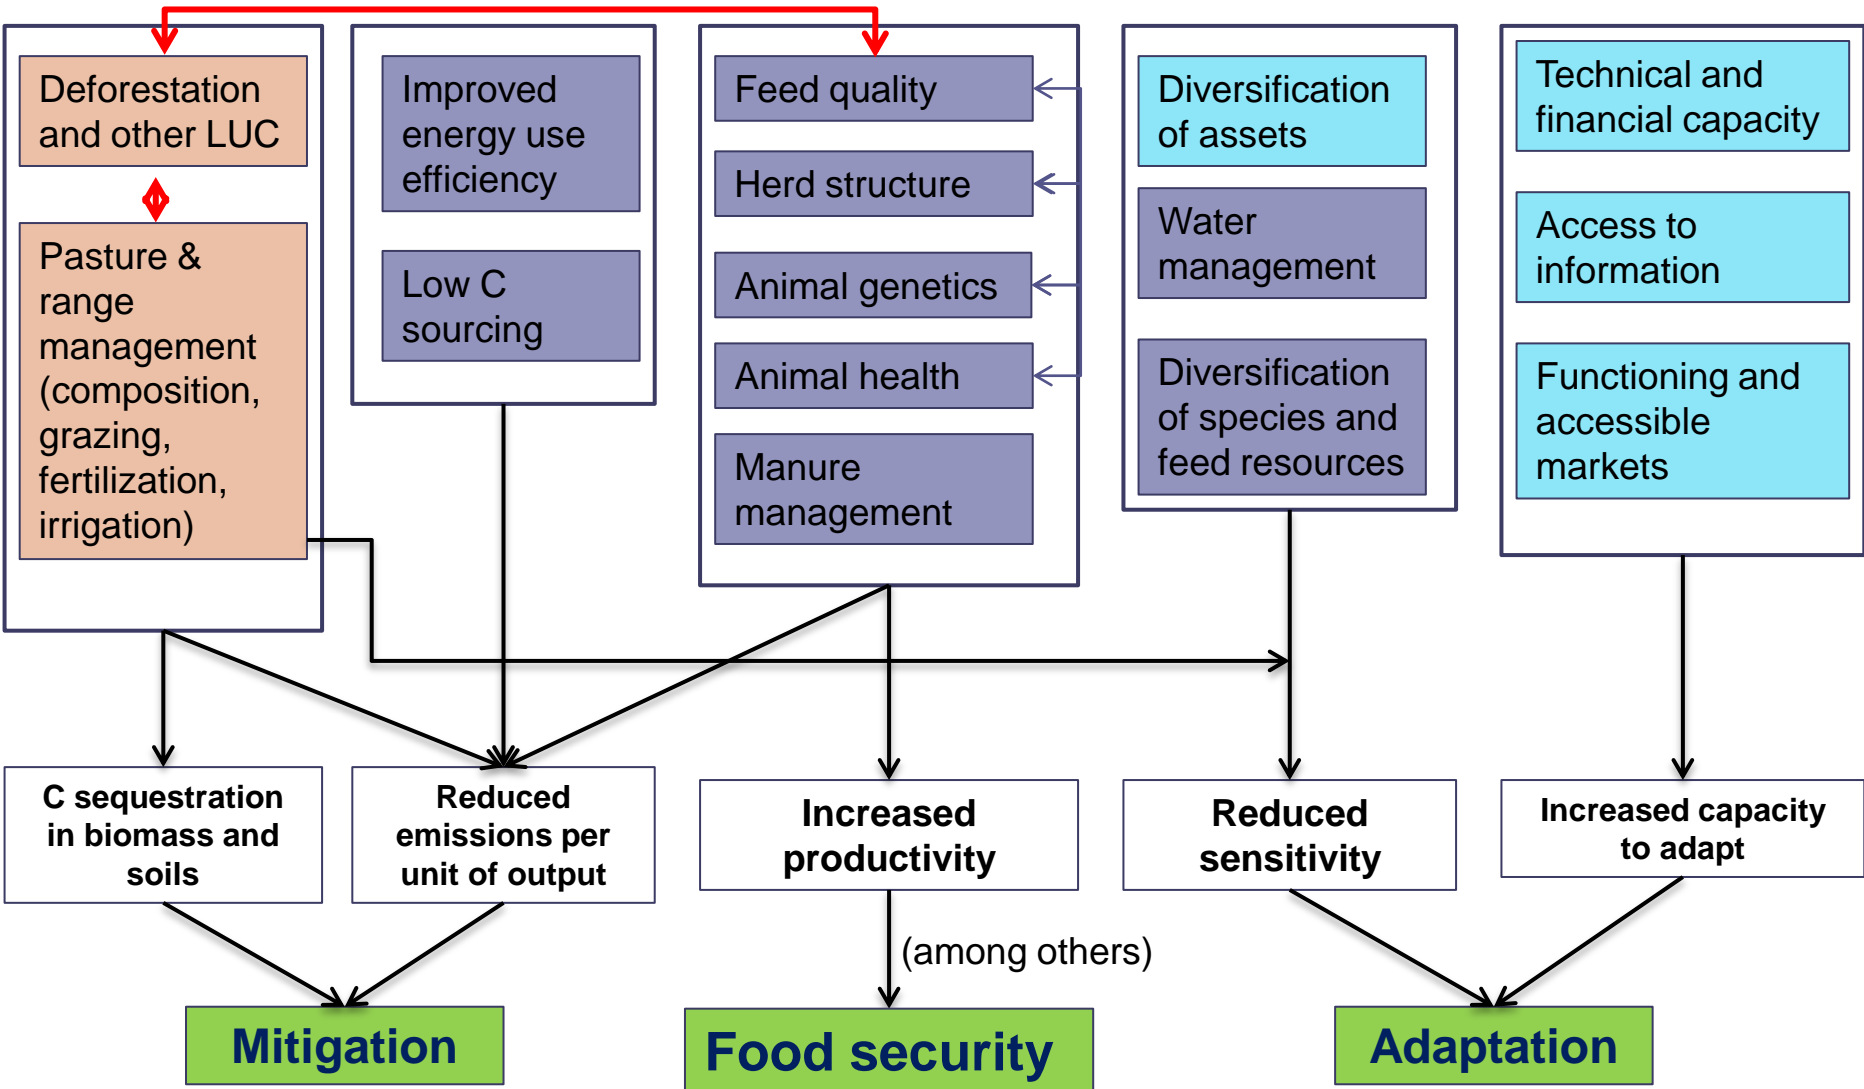 Deforestation
and other LUC
Pasture &
range
management
(composition,
grazing,
fertilization,
irrigation)
Improved
energy use
efficiency
Low C
sourcing
Feed quality
Herd structure
Animal genetics
Animal health
Manure
management
Diversification
of assets
Water
management
Diversification
of species and
feed resources
Technical and
financial capacity
Access to
information
Functioning and
accessible
markets
C sequestration
in biomass and
soils
Reduced
emissions per
unit of output
Increased
productivity
Reduced
sensitivity
Increased capacity
to adapt
(among others)
Mitigation
Food security
Adaptation